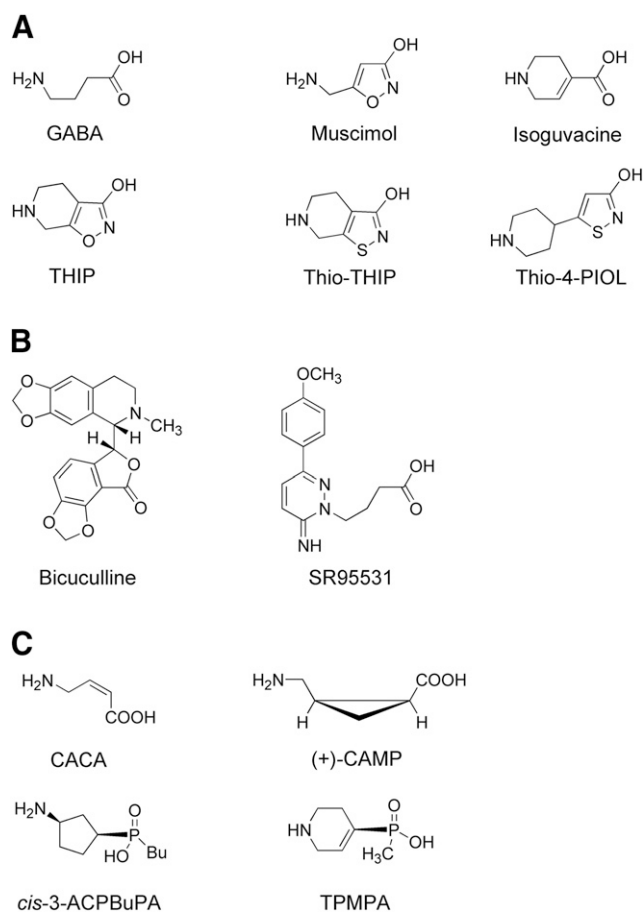 A
H₂N OH O
GABA
H₂N OH N O
Muscimol
HN OH O
Isoguvacine
HN OH N O
THIP
HN OH N S
Thio-THIP
HN OH N S
Thio-4-PIOL
B
O O N CH₃ H H O O O O
Bicuculline
OCH₃ N N NH OH O
SR95531
C
H₂N COOH
CACA
H₂N COOH H H
(+)-CAMP
H₂N O P HO Bu
cis-3-ACPBuPA
HN O P OH H₃C
TPMPA